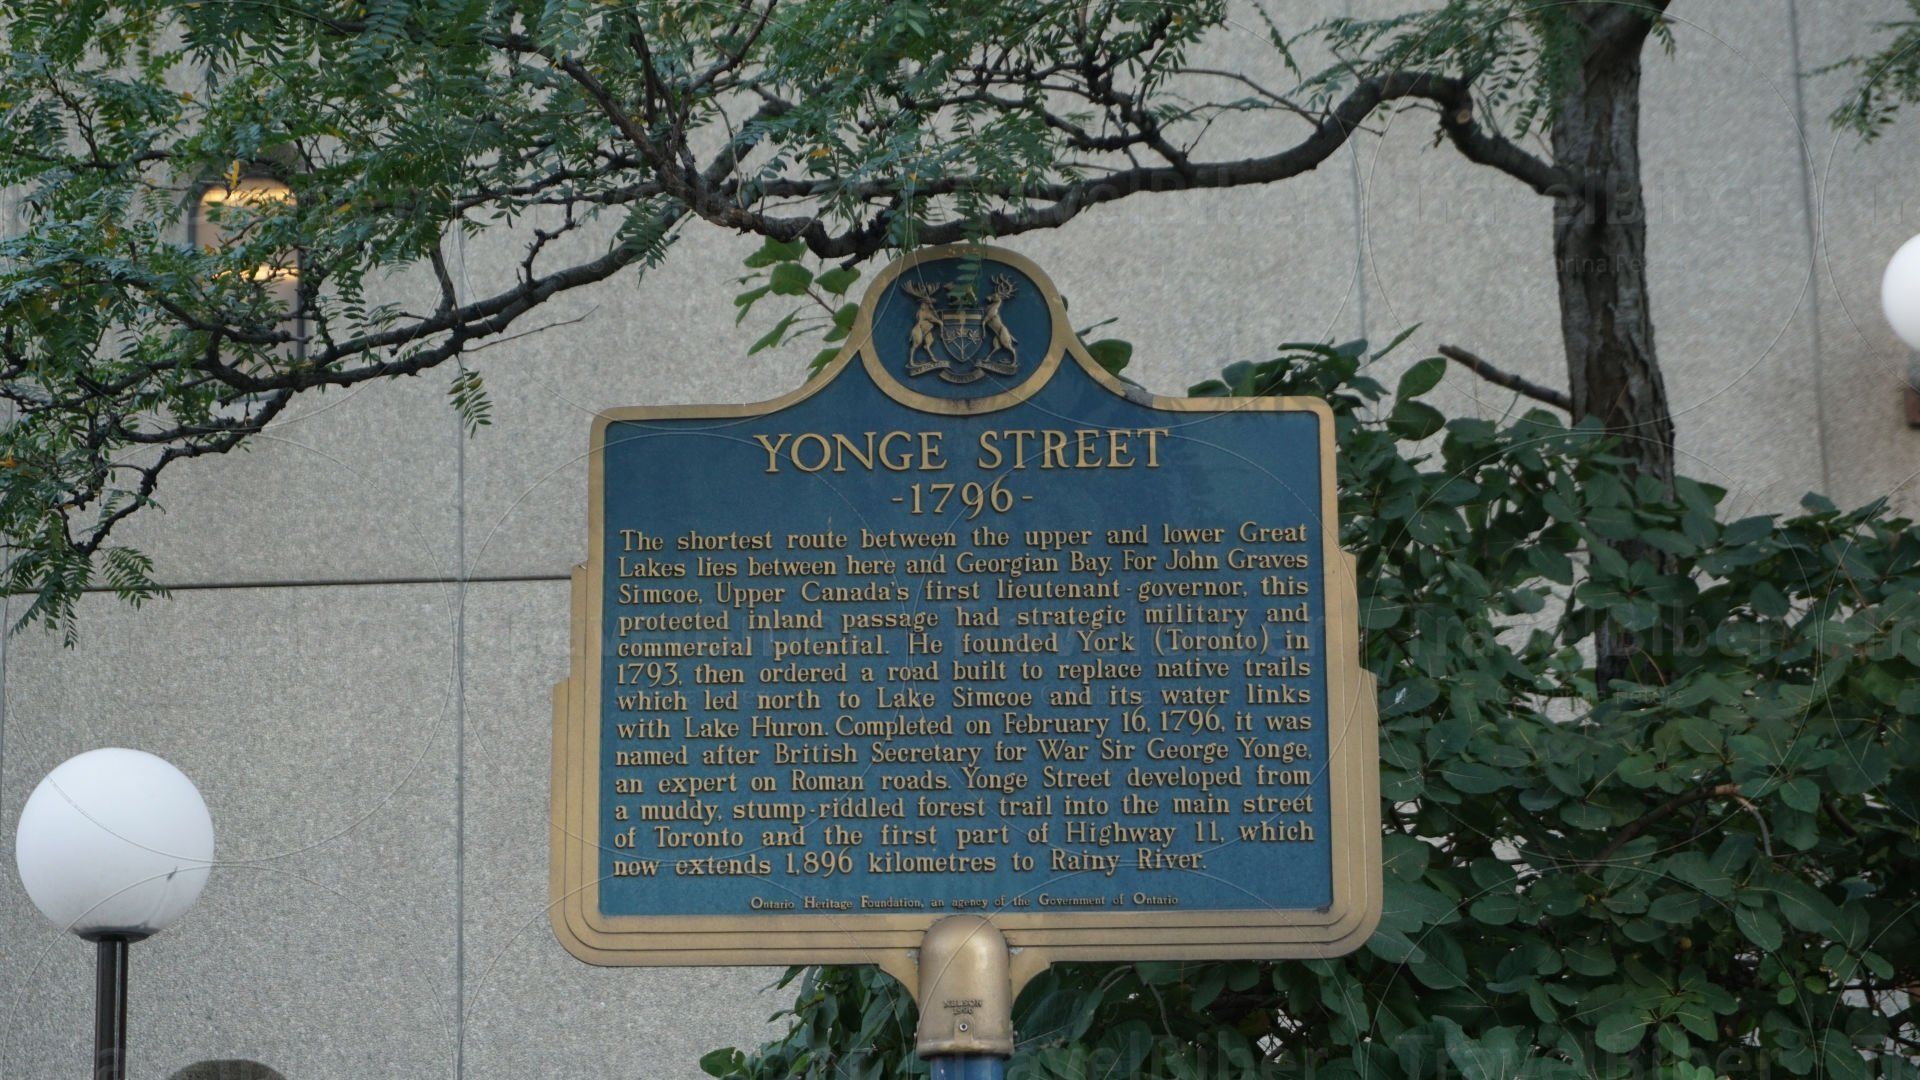 YONGE STREET
-1796-
The shortest route between the upper and lower Great
Lakes lies between here and Georgian Bay. For John Graves
Simcoe, Upper Canada's first lieutenant-governor, this
protected inland passage had strategic military and
commercial potential. He founded York (Toronto) in
1793, then ordered a road built to replace native trails
which led north to Lake Simcoe and its water links
with Lake Huron. Completed on February 16, 1796, it was
named after British Secretary for War Sir George Yonge,
an expert on Roman roads. Yonge Street developed from
a muddy, stump-riddled forest trail into the main street
of Toronto and the first part of Highway 11, which
now extends 1,896 kilometres to Rainy River.
Ontario Heritage Foundation, an agency of the Government of Ontario
NELSON
TravelBiber